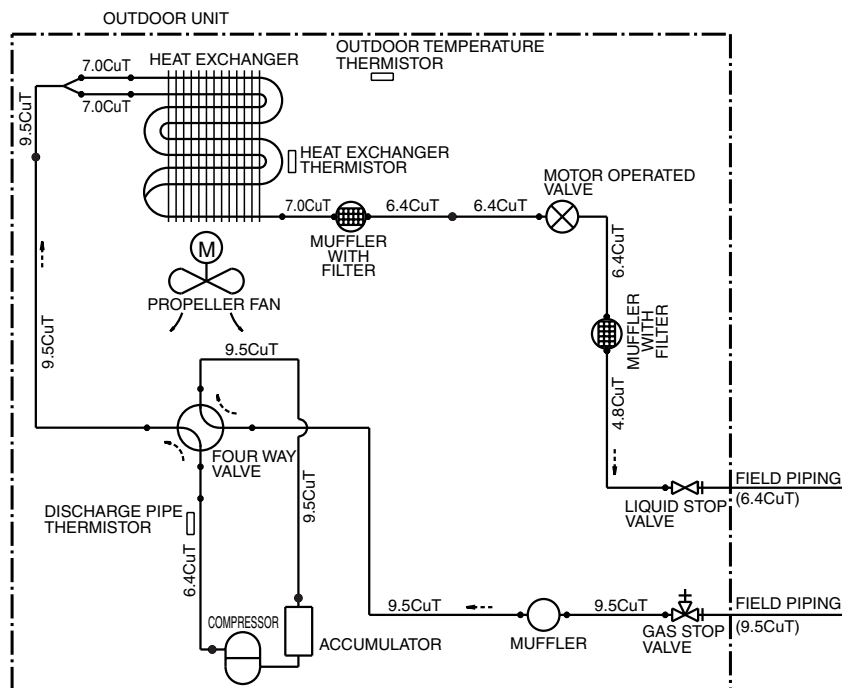 OUTDOOR UNIT
HEAT EXCHANGER
OUTDOOR TEMPERATURE
THERMISTOR
7.0CuT
7.0CuT
9.5CuT
HEAT EXCHANGER
THERMISTOR
MOTOR OPERATED
VALVE
7.0CuT
6.4CuT
6.4CuT
MUFFLER
WITH
FILTER
6.4CuT
M
PROPELLER FAN
MUFFLER
WITH
FILTER
9.5CuT
9.5CuT
4.8CuT
FOUR WAY
VALVE
9.5CuT
FIELD PIPING
(6.4CuT)
LIQUID STOP
VALVE
DISCHARGE PIPE
THERMISTOR
6.4CuT
9.5CuT
9.5CuT
FIELD PIPING
(9.5CuT)
COMPRESSOR
ACCUMULATOR
MUFFLER
GAS STOP
VALVE